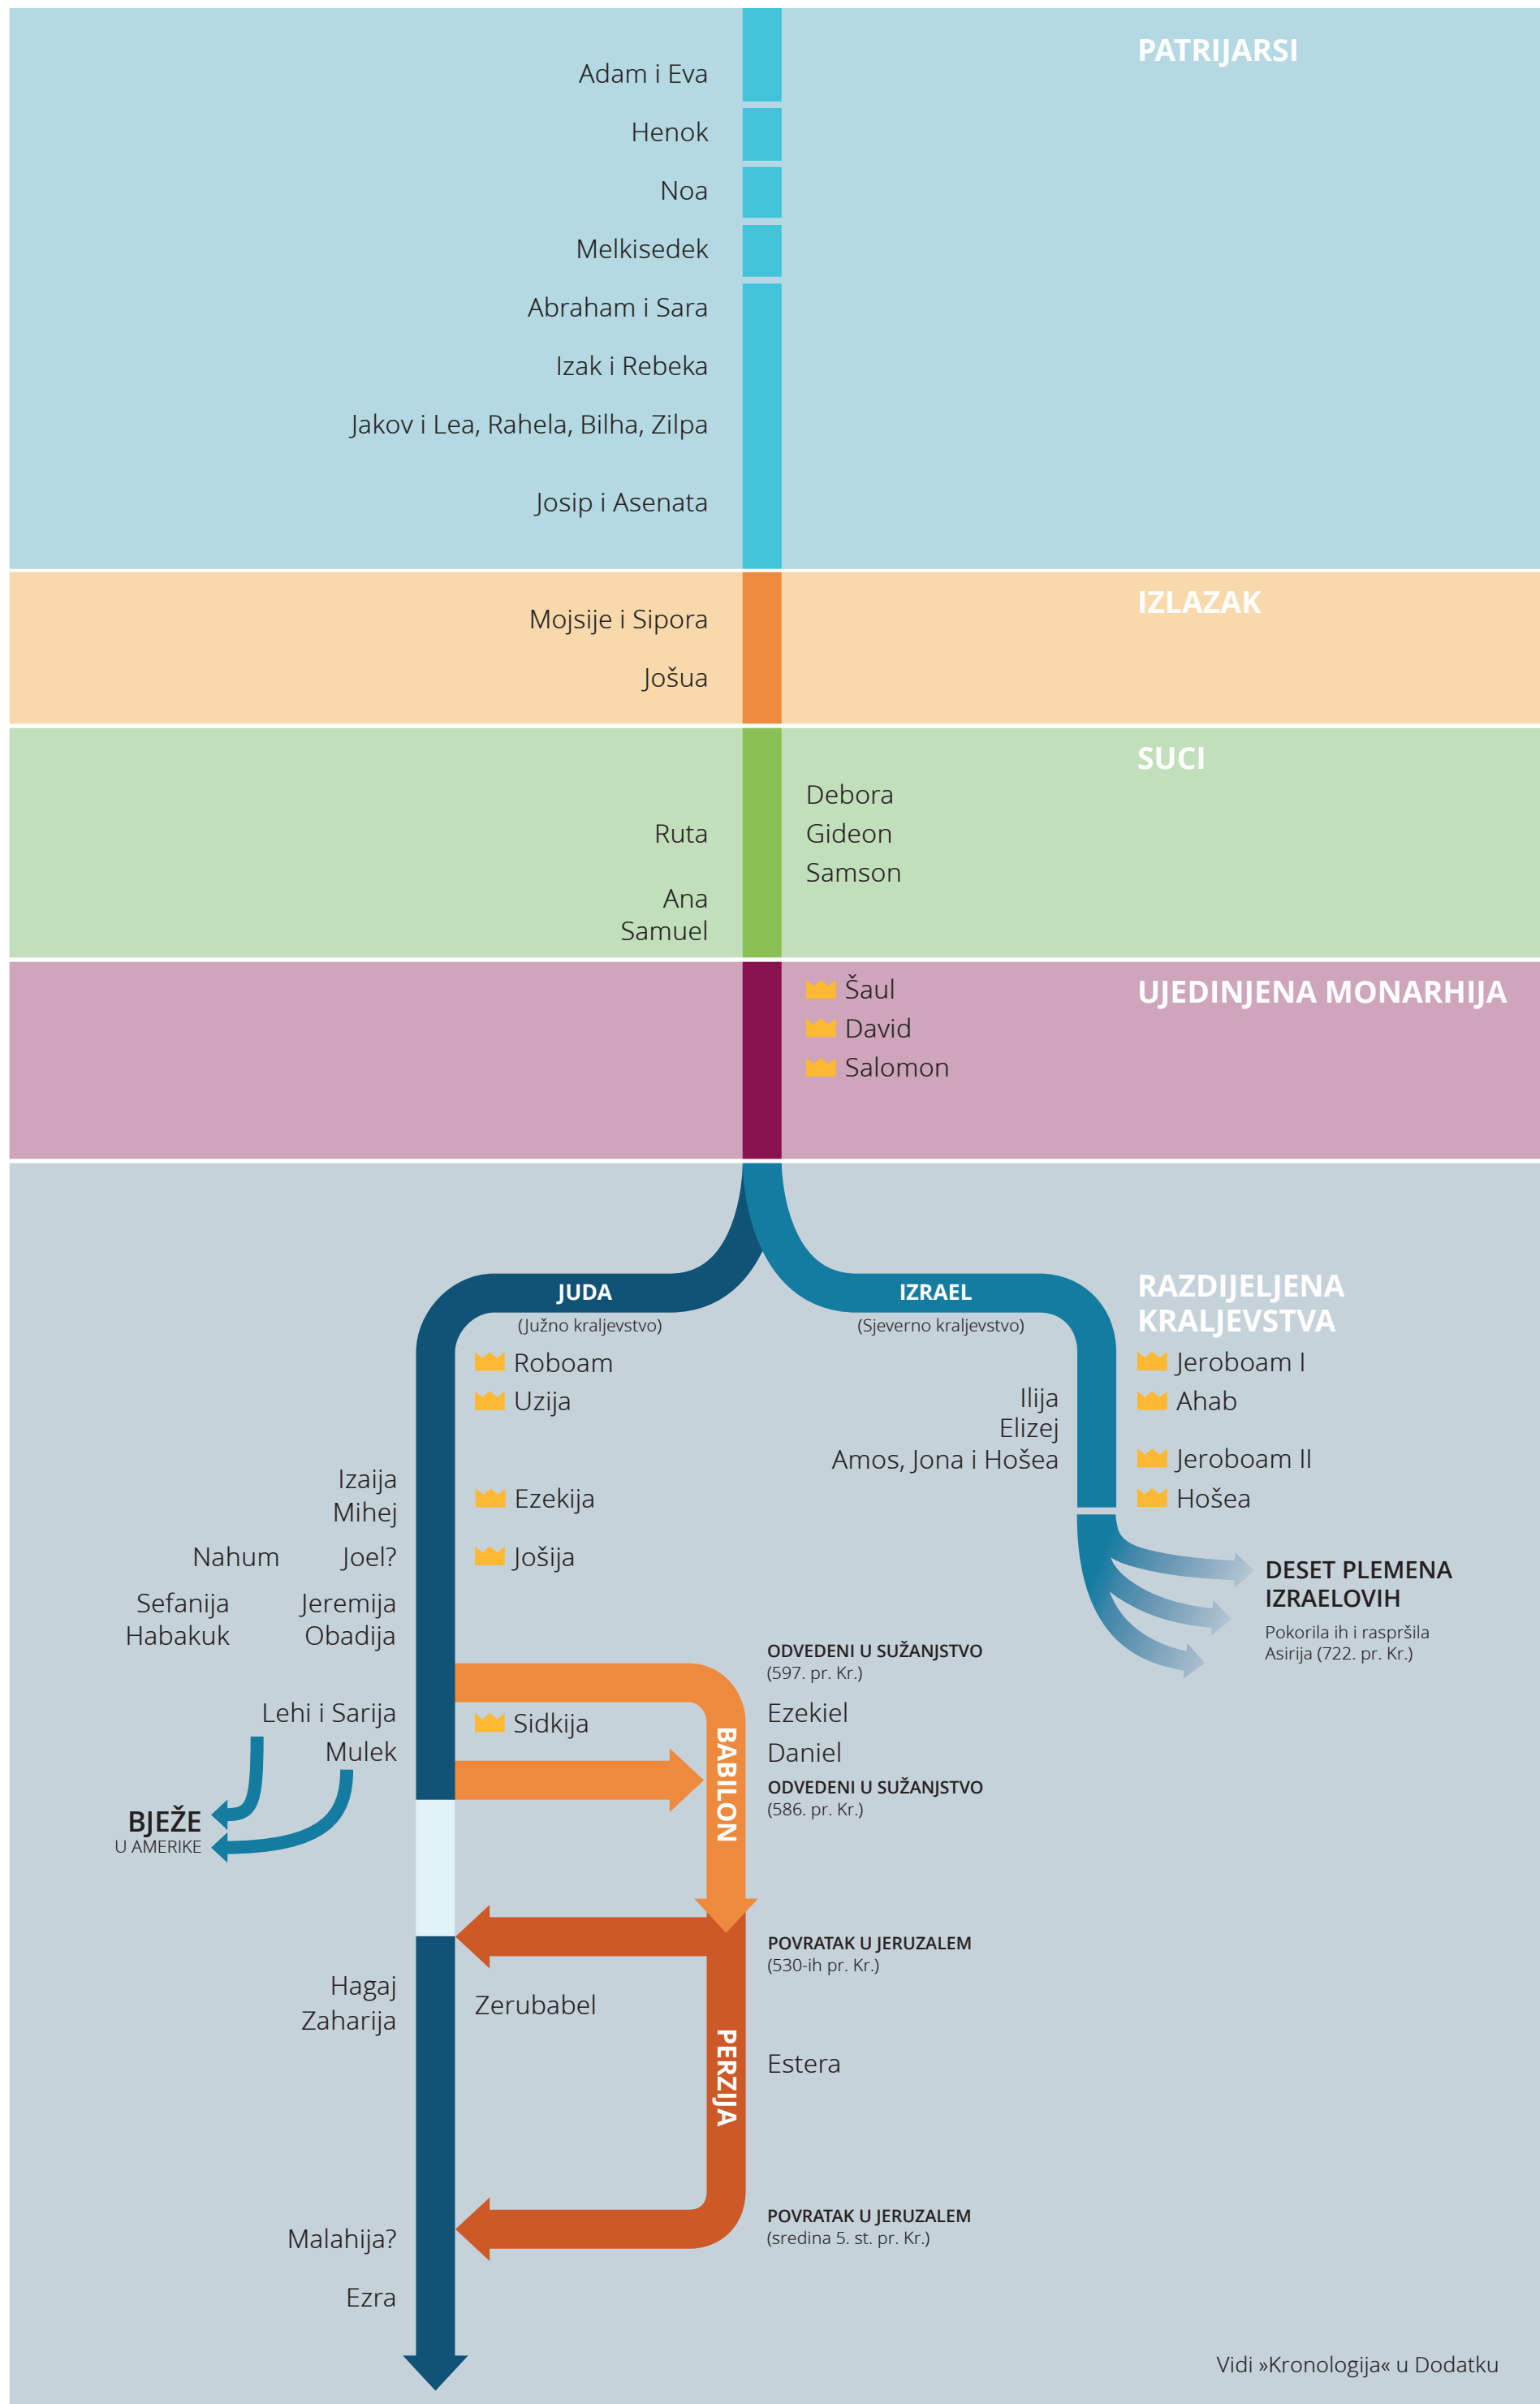 PATRIJARSI
Adam i Eva
Henok
Noa
Melkisedek
Abraham i Sara
Izak i Rebeka
Jakov i Lea, Rahela, Bilha, Zilpa
Josip i Asenata
IZLAZAK
Mojsije i Sipora
Jošua
SUCI
Debora
Ruta
Gideon
Samson
Ana
Samuel
UJEDINJENA MONARHIJA
Šaul
David
Salomon
RAZDIJELJENA
KRALJEVSTVA
JUDA
(Južno kraljevstvo)
Roboam
Uzija
Izaija
Mihej
Ezekija
Nahum
Joel?
Jošija
Sefanija
Habakuk
Jeremija
Obadija
IZRAEL
(Sjeverno kraljevstvo)
Ilija
Elizej
Amos, Jona i Hošea
Jeroboam I
Ahab
Jeroboam II
Hošea
DESET PLEMENA
IZRAELOVIH
Pokorila ih i raspršila
Asirija (722. pr. Kr.)
ODVEDENI U SUŽANJSTVO
(597. pr. Kr.)
Lehi i Sarija
Mulek
Sidkija
BABILON
Ezekiel
Daniel
ODVEDENI U SUŽANJSTVO
(586. pr. Kr.)
BJEŽE
U AMERIKE
POVRATAK U JERUZALEM
(530-ih pr. Kr.)
Hagaj
Zaharija
Zerubabel
PERZIJA
Estera
POVRATAK U JERUZALEM
(sredina 5. st. pr. Kr.)
Malahija?
Ezra
Vidi »Kronologija« u Dodatku